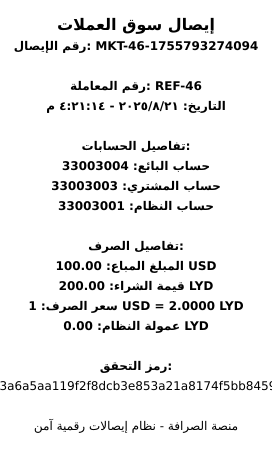 إيصال سوق العملات
رقم الإيصال: MKT-46-1755793274094
رقم المعاملة: REF-46
التاريخ: ٢٠٢٥/٨/٢١ - ٤:٢١:١٤ م
تفاصيل الحسابات:
حساب البائع: 33003004
حساب المشتري: 33003003
حساب النظام: 33003001
تفاصيل الصرف:
المبلغ المباع: 100.00 USD
قيمة الشراء: 200.00 LYD
سعر الصرف: 1 USD = 2.0000 LYD
عمولة النظام: 0.00 LYD
رمز التحقق:
3a6a5aa119f2f8dcb3e853a21a8174f5bb8459
منصة الصرافة - نظام إيصالات رقمية آمن